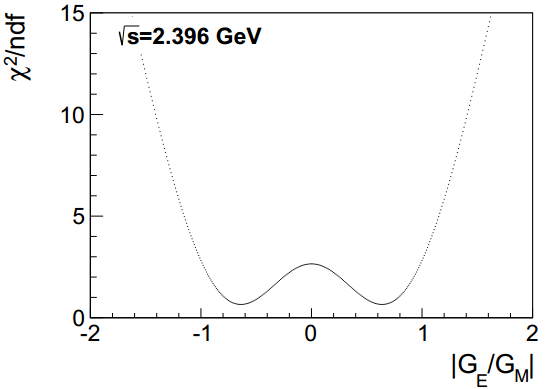 χ²/ndf
√s=2.396 GeV
15
10
5
0
-2 -1 0 1 2
|G_E/G_M|